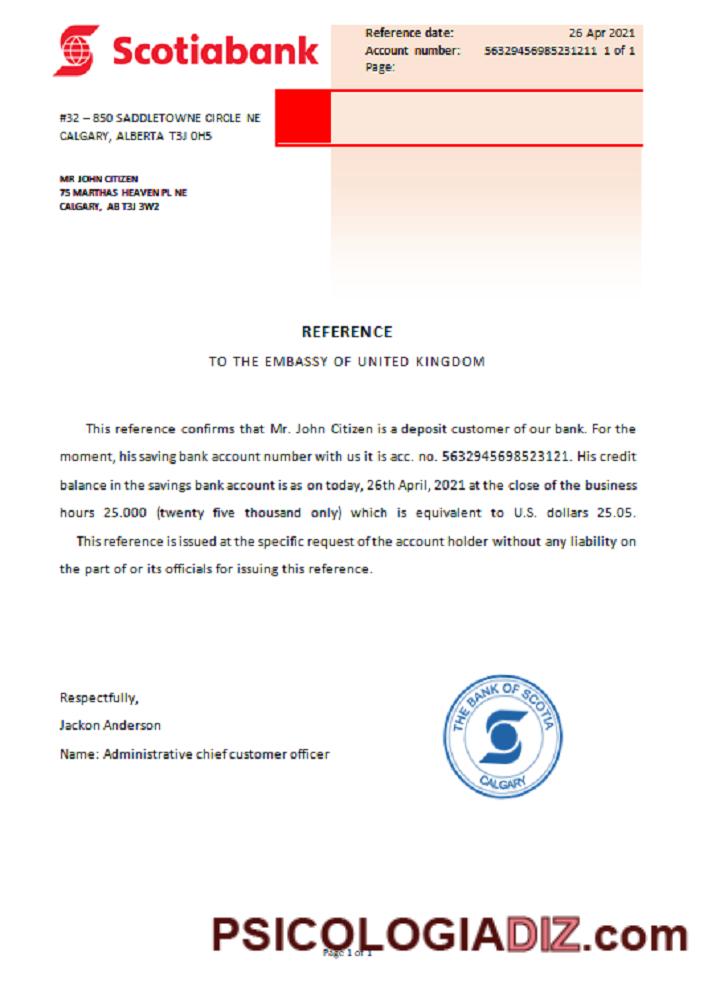 Scotiabank
Reference date: 26 Apr 2021
Account number: 56329456985231211 1 of 1
Page:
#32 – 850 SADDLETOWNE CIRCLE NE
CALGARY, ALBERTA T3J 0H5
MR JOHN CITIZEN
75 MARTHAS HEAVEN PL NE
CALGARY, AB T3J 3W2
REFERENCE
TO THE EMBASSY OF UNITED KINGDOM
This reference confirms that Mr. John Citizen is a deposit customer of our bank. For the
moment, his saving bank account number with us it is acc. no. 5632945698523121. His credit
balance in the savings bank account is as on today, 26th April, 2021 at the close of the business
hours 25.000 (twenty five thousand only) which is equivalent to U.S. dollars 25.05.
This reference is issued at the specific request of the account holder without any liability on
the part of or its officials for issuing this reference.
Respectfully,
Jackon Anderson
Name: Administrative chief customer officer
THE BANK OF SCOTIA
CALGARY
PSICOLOGIADIZ.com
Page 1 of 1